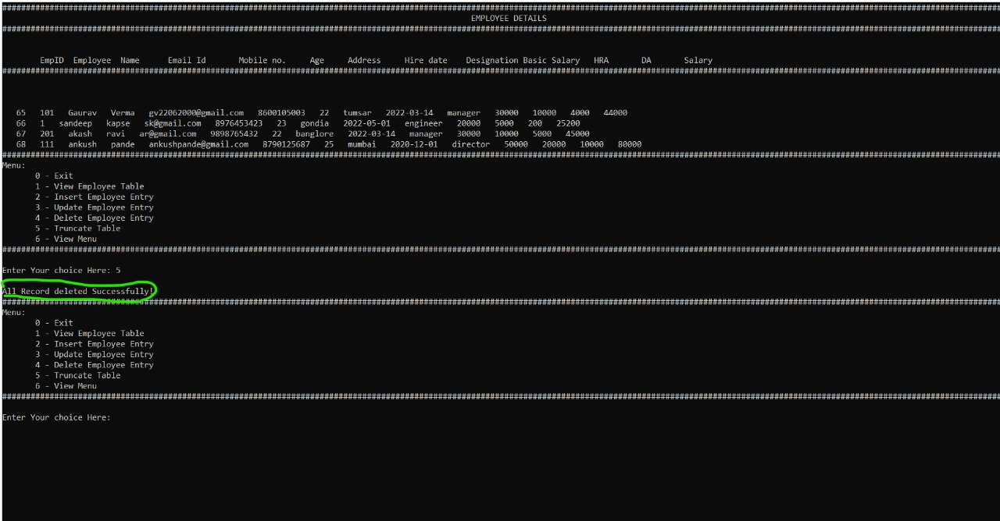 ################################################################################
EMPLOYEE DETAILS
################################################################################
EmpID Employee Name Email Id Mobile no. Age Address Hire date Designation Basic Salary HRA DA Salary
################################################################################
65 101 Gaurav Verma gv22062000@gmail.com 8600105003 22 tumsar 2022-03-14 manager 30000 10000 4000 44000
66 1 sandeep kapse sk@gmail.com 8976453423 23 gondia 2022-05-01 engineer 20000 5000 200 25200
67 201 akash ravi ar@gmail.com 9898765432 22 banglore 2022-03-14 manager 30000 10000 5000 45000
68 111 ankush pande ankushpande@gmail.com 8790125687 25 mumbai 2020-12-01 director 50000 20000 10000 80000
################################################################################
Menu:
0 - Exit
1 - View Employee Table
2 - Insert Employee Entry
3 - Update Employee Entry
4 - Delete Employee Entry
5 - Truncate Table
6 - View Menu
################################################################################
Enter Your choice Here: 5
All Record deleted Successfully!
################################################################################
Menu:
0 - Exit
1 - View Employee Table
2 - Insert Employee Entry
3 - Update Employee Entry
4 - Delete Employee Entry
5 - Truncate Table
6 - View Menu
################################################################################
Enter Your choice Here: